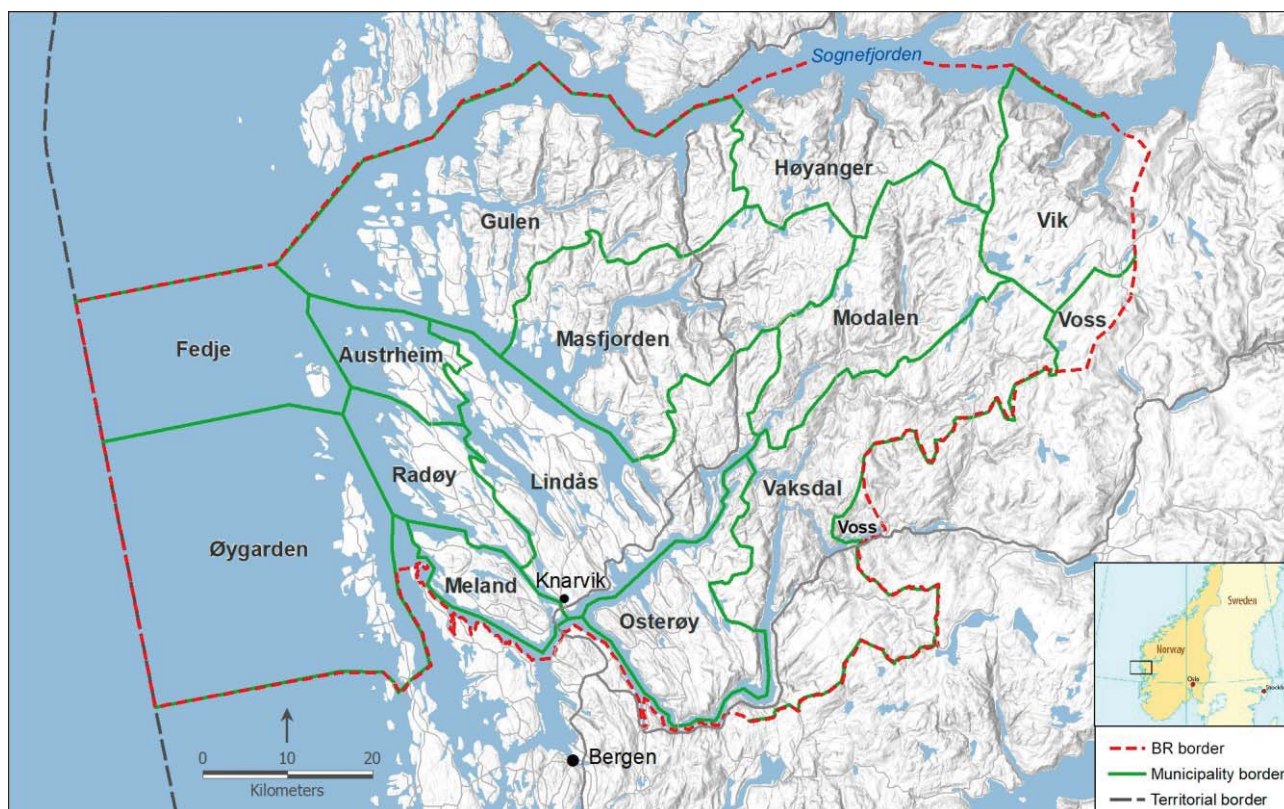 Sognefjorden
Høyanger
Gulen
Vik
Masfjorden
Modalen
Voss
Fedje
Austrheim
Radøy
Lindås
Vaksdal
Voss
Øygarden
Meland
Knarvik
Osterøy
Bergen
0 10 20
Kilometers
Sweden
Norway
Oslo
BR border
Municipality border
Territorial border